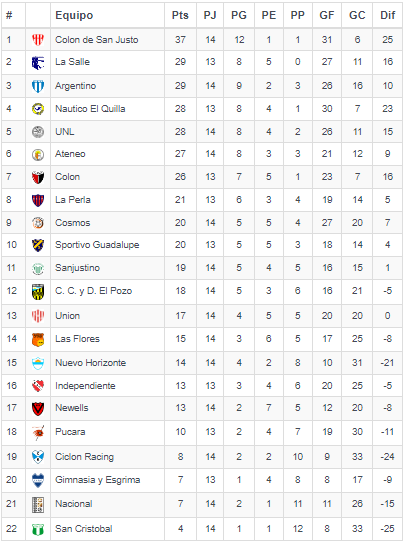 # Equipo Pts PJ PG PE PP GF GC Dif
1 Colon de San Justo 37 14 12 1 1 31 6 25
2 La Salle 29 13 8 5 0 27 11 16
3 Argentino 29 14 9 2 3 26 16 10
4 Nautico El Quilla 28 13 8 4 1 30 7 23
5 UNL 28 14 8 4 2 26 11 15
6 Ateneo 27 14 8 3 3 21 12 9
7 Colon 26 13 7 5 1 23 7 16
8 La Perla 21 13 6 3 4 19 14 5
9 Cosmos 20 14 5 5 4 27 20 7
10 Sportivo Guadalupe 20 13 5 5 3 18 14 4
11 Sanjustino 19 14 5 4 5 16 15 1
12 C. C. y D. El Pozo 18 14 5 3 6 16 21 -5
13 Union 17 14 4 5 5 20 20 0
14 Las Flores 15 14 3 6 5 17 25 -8
15 Nuevo Horizonte 14 14 4 2 8 10 31 -21
16 Independiente 13 13 3 4 6 20 25 -5
17 Newells 13 14 2 7 5 12 20 -8
18 Pucara 10 13 2 4 7 19 30 -11
19 Ciclon Racing 8 14 2 2 10 9 33 -24
20 Gimnasia y Esgrima 7 13 1 4 8 8 17 -9
21 Nacional 7 14 2 1 11 11 26 -15
22 San Cristobal 4 14 1 1 12 8 33 -25